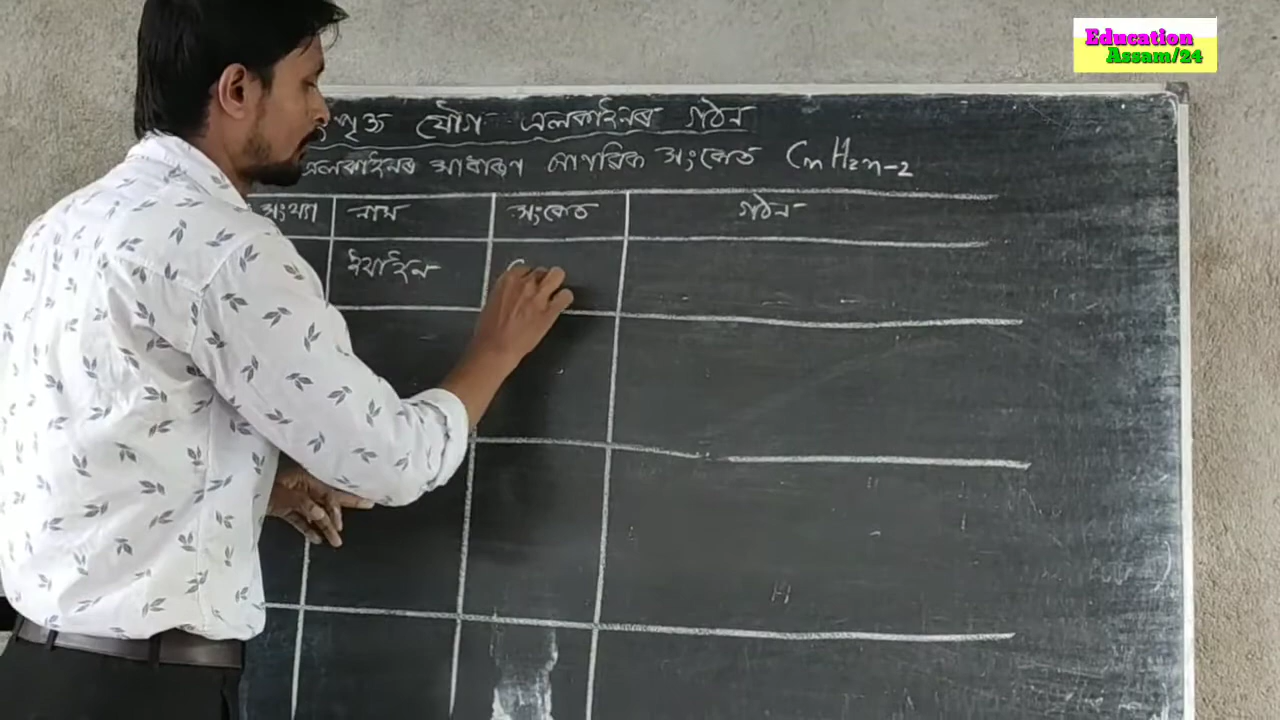 Education
Assam/24
যৌগ এলকাইনৰ গঠন
এলকাইনৰ সাধাৰণ ৰাসায়নিক সংকেত CnH2n-2
সংখ্যা নাম সংকেত গঠন
ইথাইন C